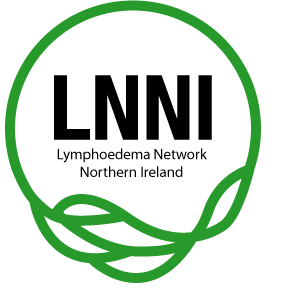 LNNI
Lymphoedema Network
Northern Ireland